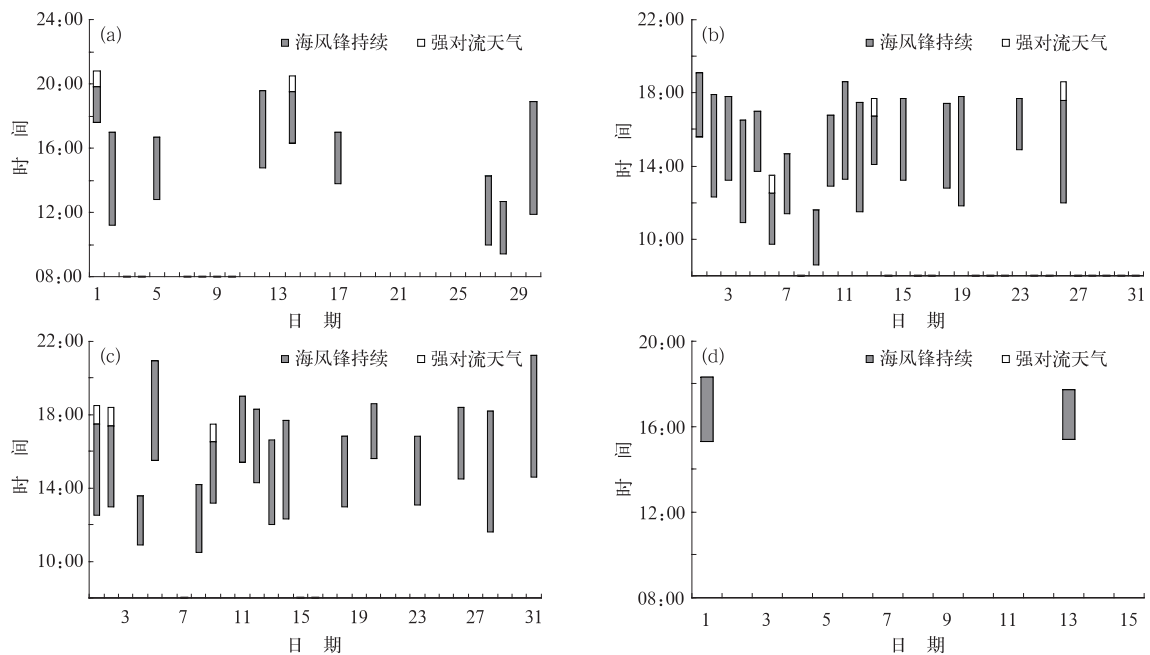 (a)
海风锋持续 强对流天气
24:00
20:00
16:00
12:00
08:00
时 间
1 5 9 13 17 21 25 29
日 期
(b)
海风锋持续 强对流天气
22:00
18:00
14:00
10:00
时 间
3 7 11 15 19 23 27 31
日 期
(c)
海风锋持续 强对流天气
22:00
18:00
14:00
10:00
时 间
3 7 11 15 19 23 27 31
日 期
(d)
海风锋持续 强对流天气
20:00
16:00
12:00
08:00
时 间
1 3 5 7 9 11 13 15
日 期